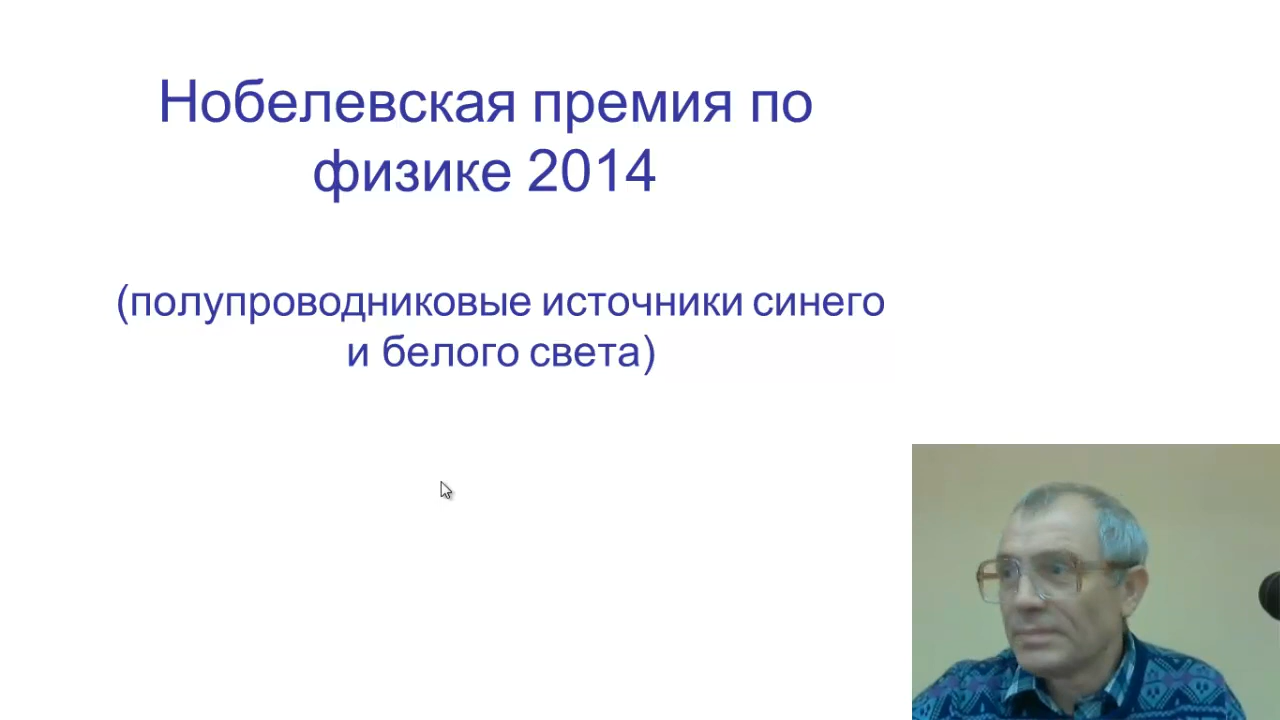 Нобелевская премия по
физике 2014
(полупроводниковые источники синего
и белого света)